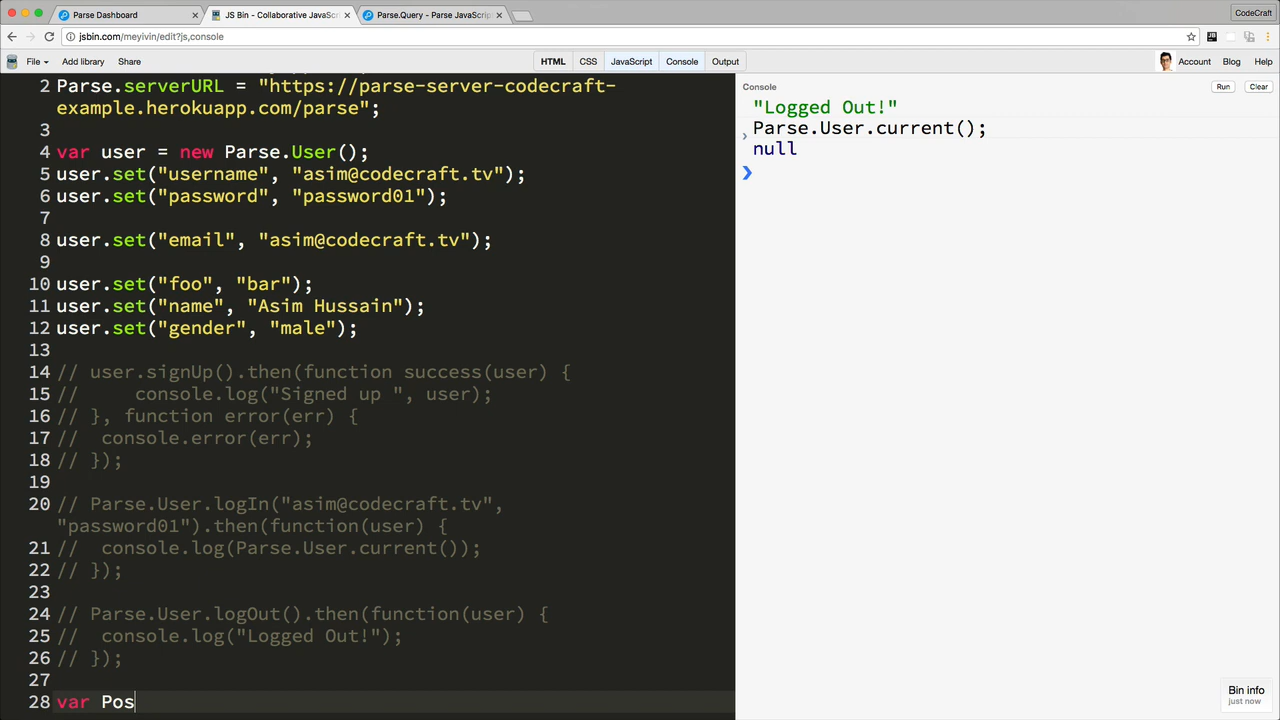 Parse Dashboard
JS Bin - Collaborative JavaScri
Parse.Query - Parse JavaScript
CodeCraft
jsbin.com/meyivin/edit?js,console
File
Add library
Share
HTML
CSS
JavaScript
Console
Output
Account
Blog
Help
2 Parse.serverURL = "https://parse-server-codecraft-
example.herokuapp.com/parse";
3
4 var user = new Parse.User();
5 user.set("username", "asim@codecraft.tv");
6 user.set("password", "password01");
7
8 user.set("email", "asim@codecraft.tv");
9
10 user.set("foo", "bar");
11 user.set("name", "Asim Hussain");
12 user.set("gender", "male");
13
14 // user.signUp().then(function success(user) {
15 //     console.log("Signed up ", user);
16 // }, function error(err) {
17 //  console.error(err);
18 // });
19
20 // Parse.User.logIn("asim@codecraft.tv",
"password01").then(function(user) {
21 //  console.log(Parse.User.current());
22 // });
23
24 // Parse.User.logOut().then(function(user) {
25 //  console.log("Logged Out!");
26 // });
27
28 var Pos
Console
Run
Clear
"Logged Out!"
Parse.User.current();
null
Bin info
just now